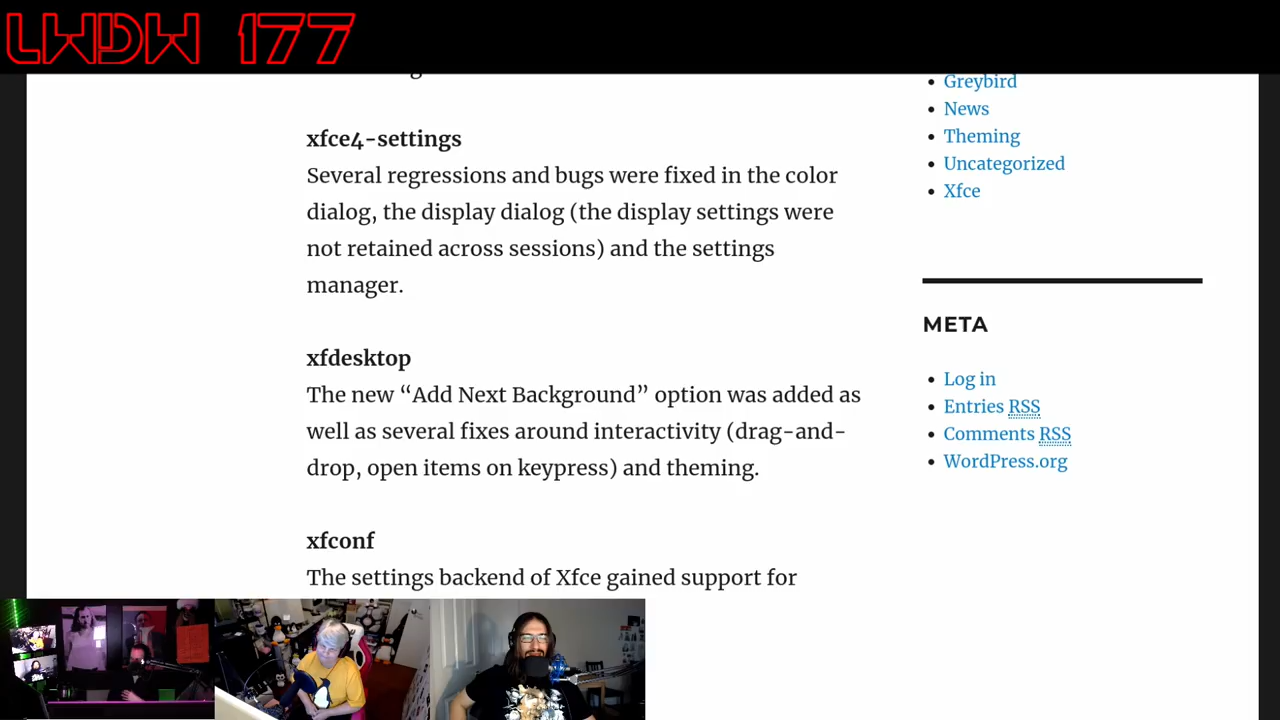 LWDW 177
xfce4-settings
Several regressions and bugs were fixed in the color
dialog, the display dialog (the display settings were
not retained across sessions) and the settings
manager.
xfdesktop
The new “Add Next Background” option was added as
well as several fixes around interactivity (drag-and-
drop, open items on keypress) and theming.
xfconf
The settings backend of Xfce gained support for
Greybird
News
Theming
Uncategorized
Xfce
META
Log in
Entries RSS
Comments RSS
WordPress.org